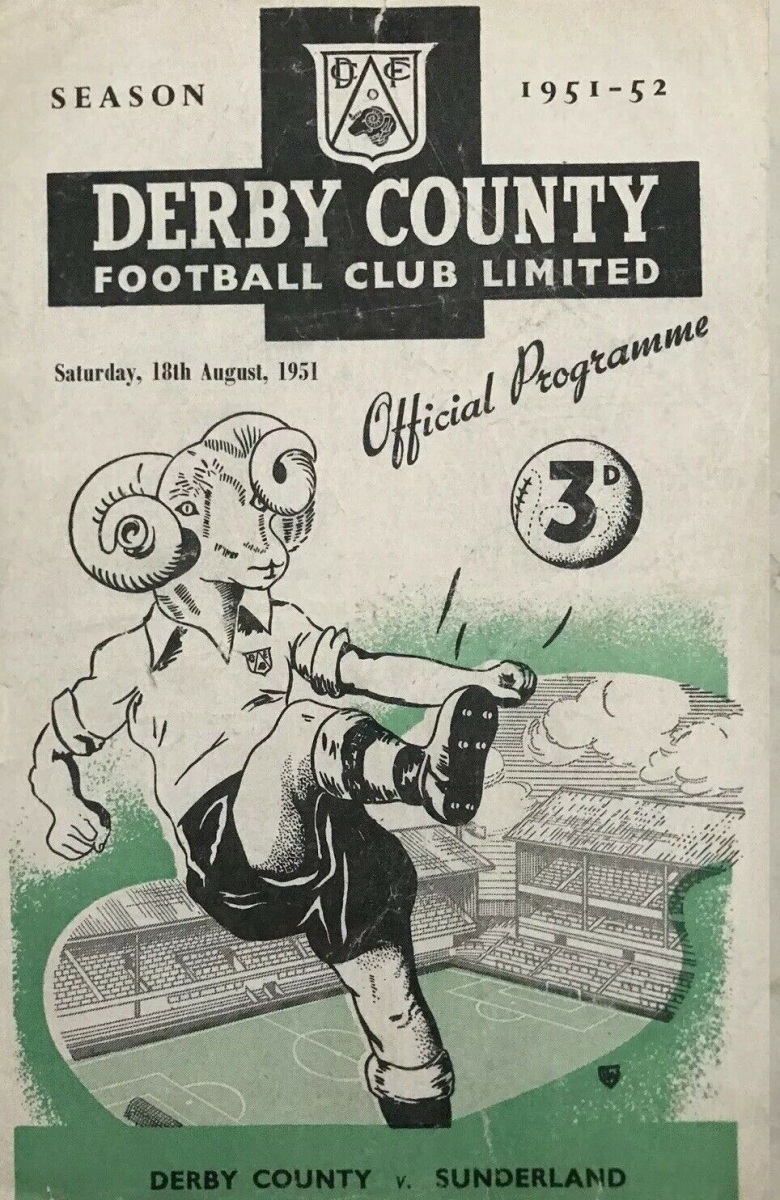 SEASON 1951-52
DCFC
DERBY COUNTY
FOOTBALL CLUB LIMITED
Saturday, 18th August, 1951
Official Programme
3D
DERBY COUNTY v. SUNDERLAND